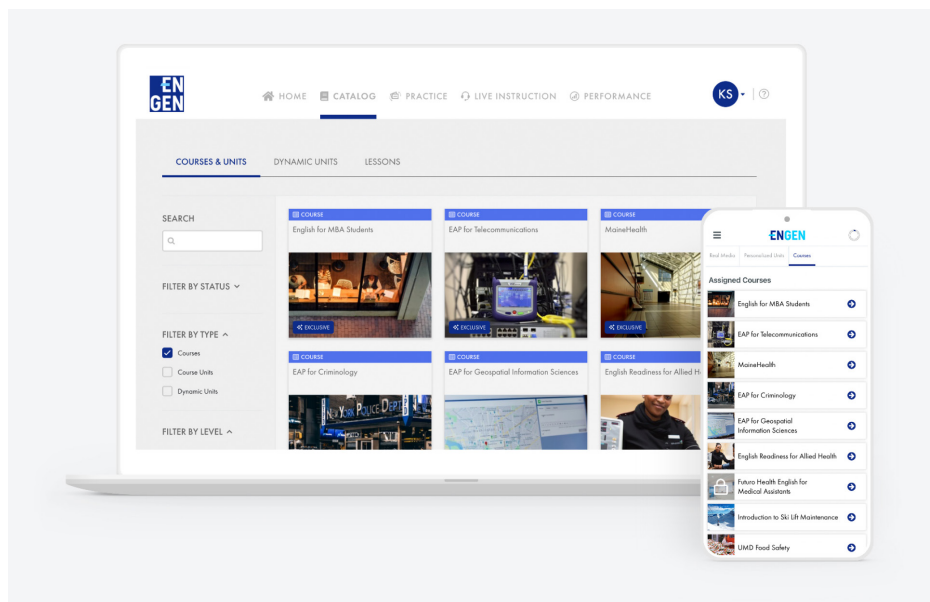 EN
GEN
HOME
CATALOG
PRACTICE
LIVE INSTRUCTION
PERFORMANCE
KS
COURSES & UNITS
DYNAMIC UNITS
LESSONS
SEARCH
FILTER BY STATUS
FILTER BY TYPE
Courses
Course Units
Dynamic Units
FILTER BY LEVEL
COURSE
English for MBA Students
EXCLUSIVE
COURSE
EAP for Telecommunications
EXCLUSIVE
COURSE
MaineHealth
EXCLUSIVE
COURSE
EAP for Criminology
NEW YORK POLICE DEPT
COURSE
EAP for Geospatial Information Sciences
COURSE
English Readiness for Allied H
ENGEN
Real Media
Personalized Units
Courses
Assigned Courses
English for MBA Students
EAP for Telecommunications
MaineHealth
EAP for Criminology
EAP for Geospatial
Information Sciences
English Readiness for Allied Health
Futuro Health English for
Medical Assistants
Introduction to Ski Lift Maintenance
UMD Food Safety